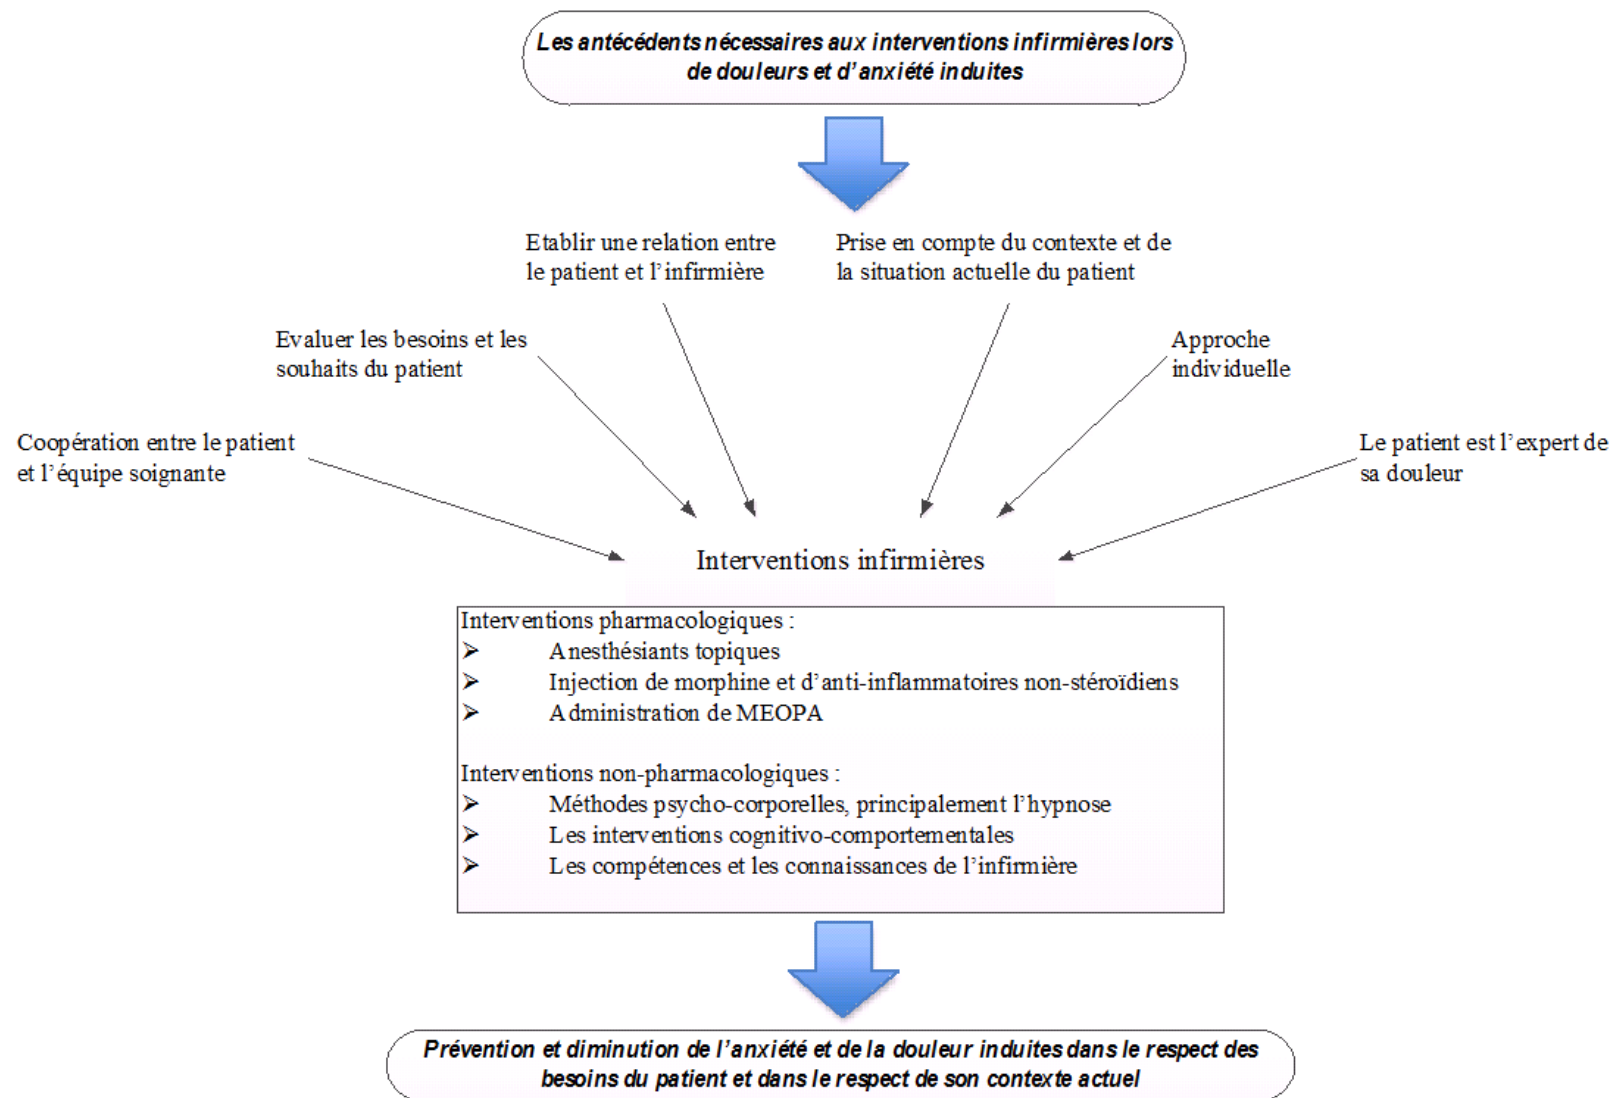 Les antécédents nécessaires aux interventions infirmières lors
de douleurs et d’anxiété induites
Etablir une relation entre
le patient et l’infirmière
Prise en compte du contexte et de
la situation actuelle du patient
Evaluer les besoins et les
souhaits du patient
Approche
individuelle
Coopération entre le patient
et l’équipe soignante
Le patient est l’expert de
sa douleur
Interventions infirmières
Interventions pharmacologiques :
➢ Anesthésiants topiques
➢ Injection de morphine et d’anti-inflammatoires non-stéroïdiens
➢ Administration de MEOPA
Interventions non-pharmacologiques :
➢ Méthodes psycho-corporelles, principalement l’hypnose
➢ Les interventions cognitivo-comportementales
➢ Les compétences et les connaissances de l’infirmière
Prévention et diminution de l’anxiété et de la douleur induites dans le respect des
besoins du patient et dans le respect de son contexte actuel